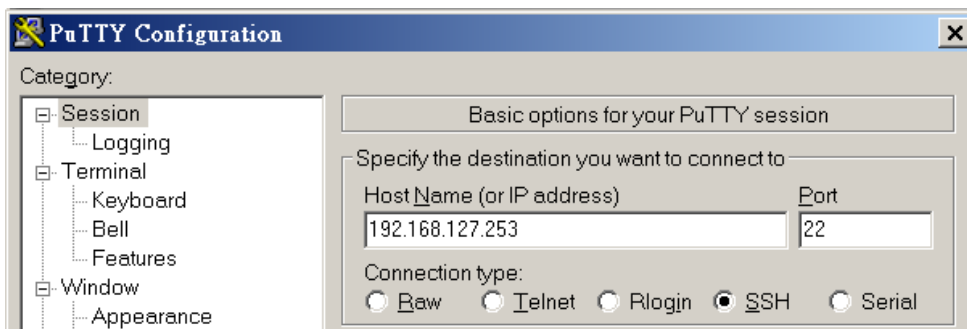 PuTTY Configuration
Category:
Session
Logging
Terminal
Keyboard
Bell
Features
Window
Appearance
Basic options for your PuTTY session
Specify the destination you want to connect to
Host Name (or IP address)
Port
192.168.127.253
22
Connection type:
Raw
Telnet
Rlogin
SSH
Serial